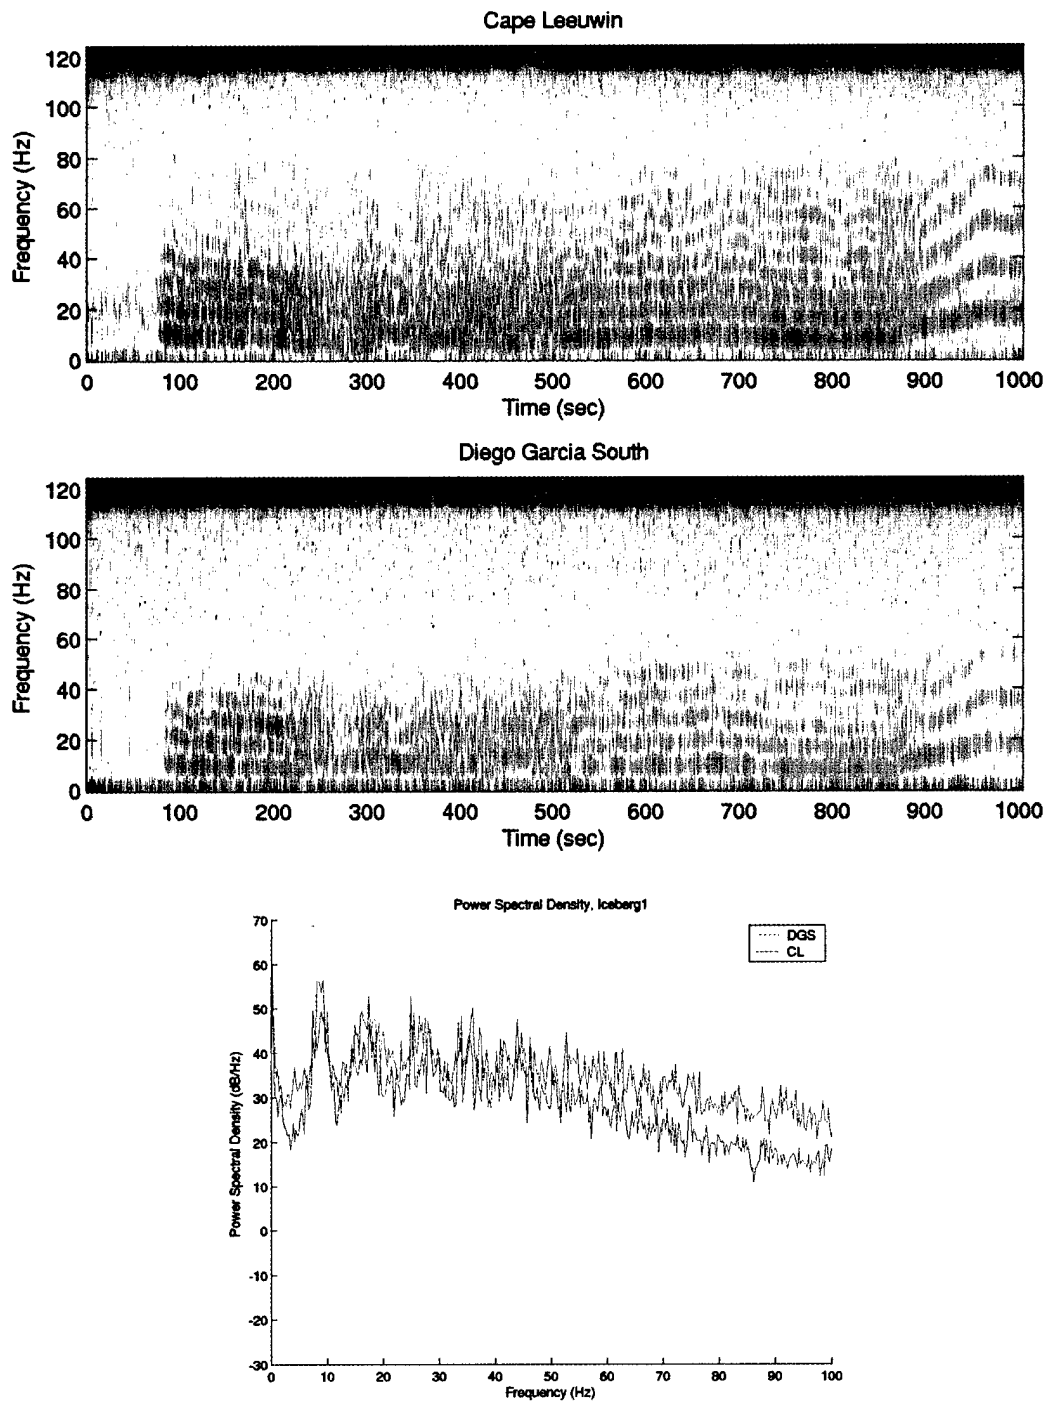 Cape Leeuwin
120
100
80
60
40
20
0
Frequency (Hz)
0 100 200 300 400 500 600 700 800 900 1000
Time (sec)
Diego Garcia South
120
100
80
60
40
20
0
Frequency (Hz)
0 100 200 300 400 500 600 700 800 900 1000
Time (sec)
Power Spectral Density, Iceberg1
70
60
50
40
30
20
10
0
-10
-20
-30
Power Spectral Density (dB/Hz)
DGS
CL
0 10 20 30 40 50 60 70 80 90 100
Frequency (Hz)